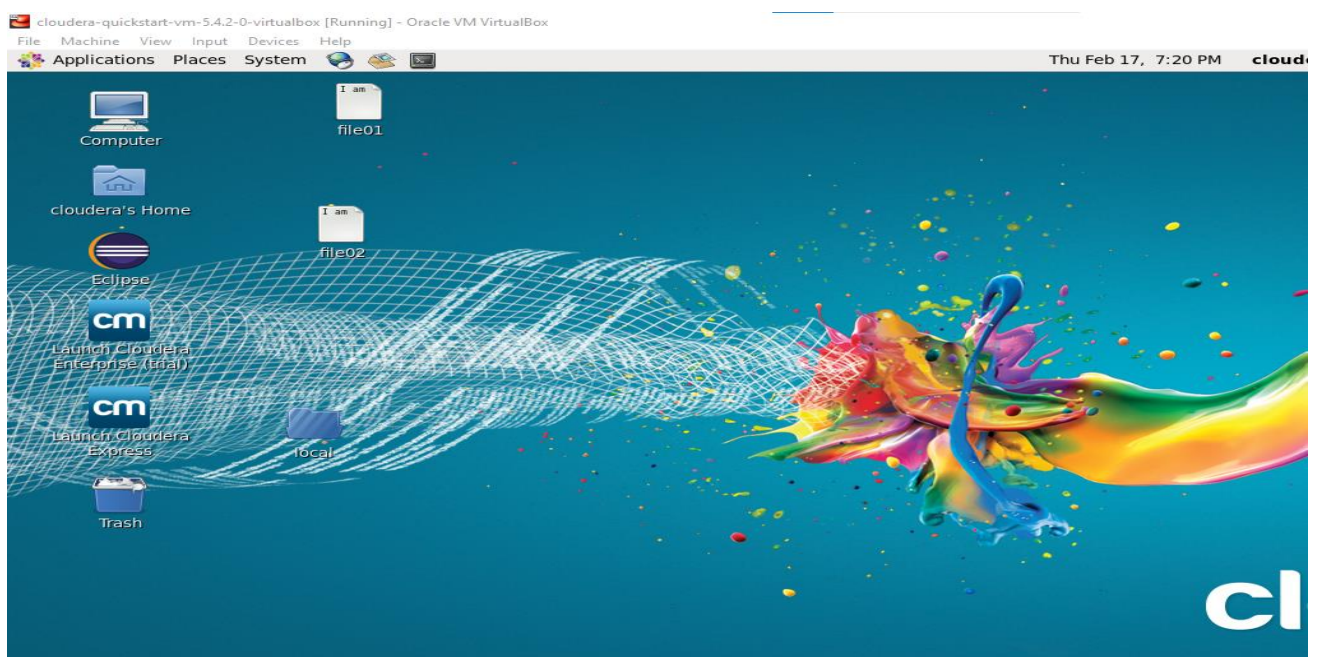 cloudera-quickstart-vm-5.4.2-0-virtualbox [Running] - Oracle VM VirtualBox
File Machine View Input Devices Help
Applications Places System Thu Feb 17, 7:20 PM cloud
Computer
I am
file01
cloudera's Home
I am
file02
Eclipse
cm
Launch Cloudera
Enterprise (trial)
cm
Launch Cloudera
Express
local
Trash
cl